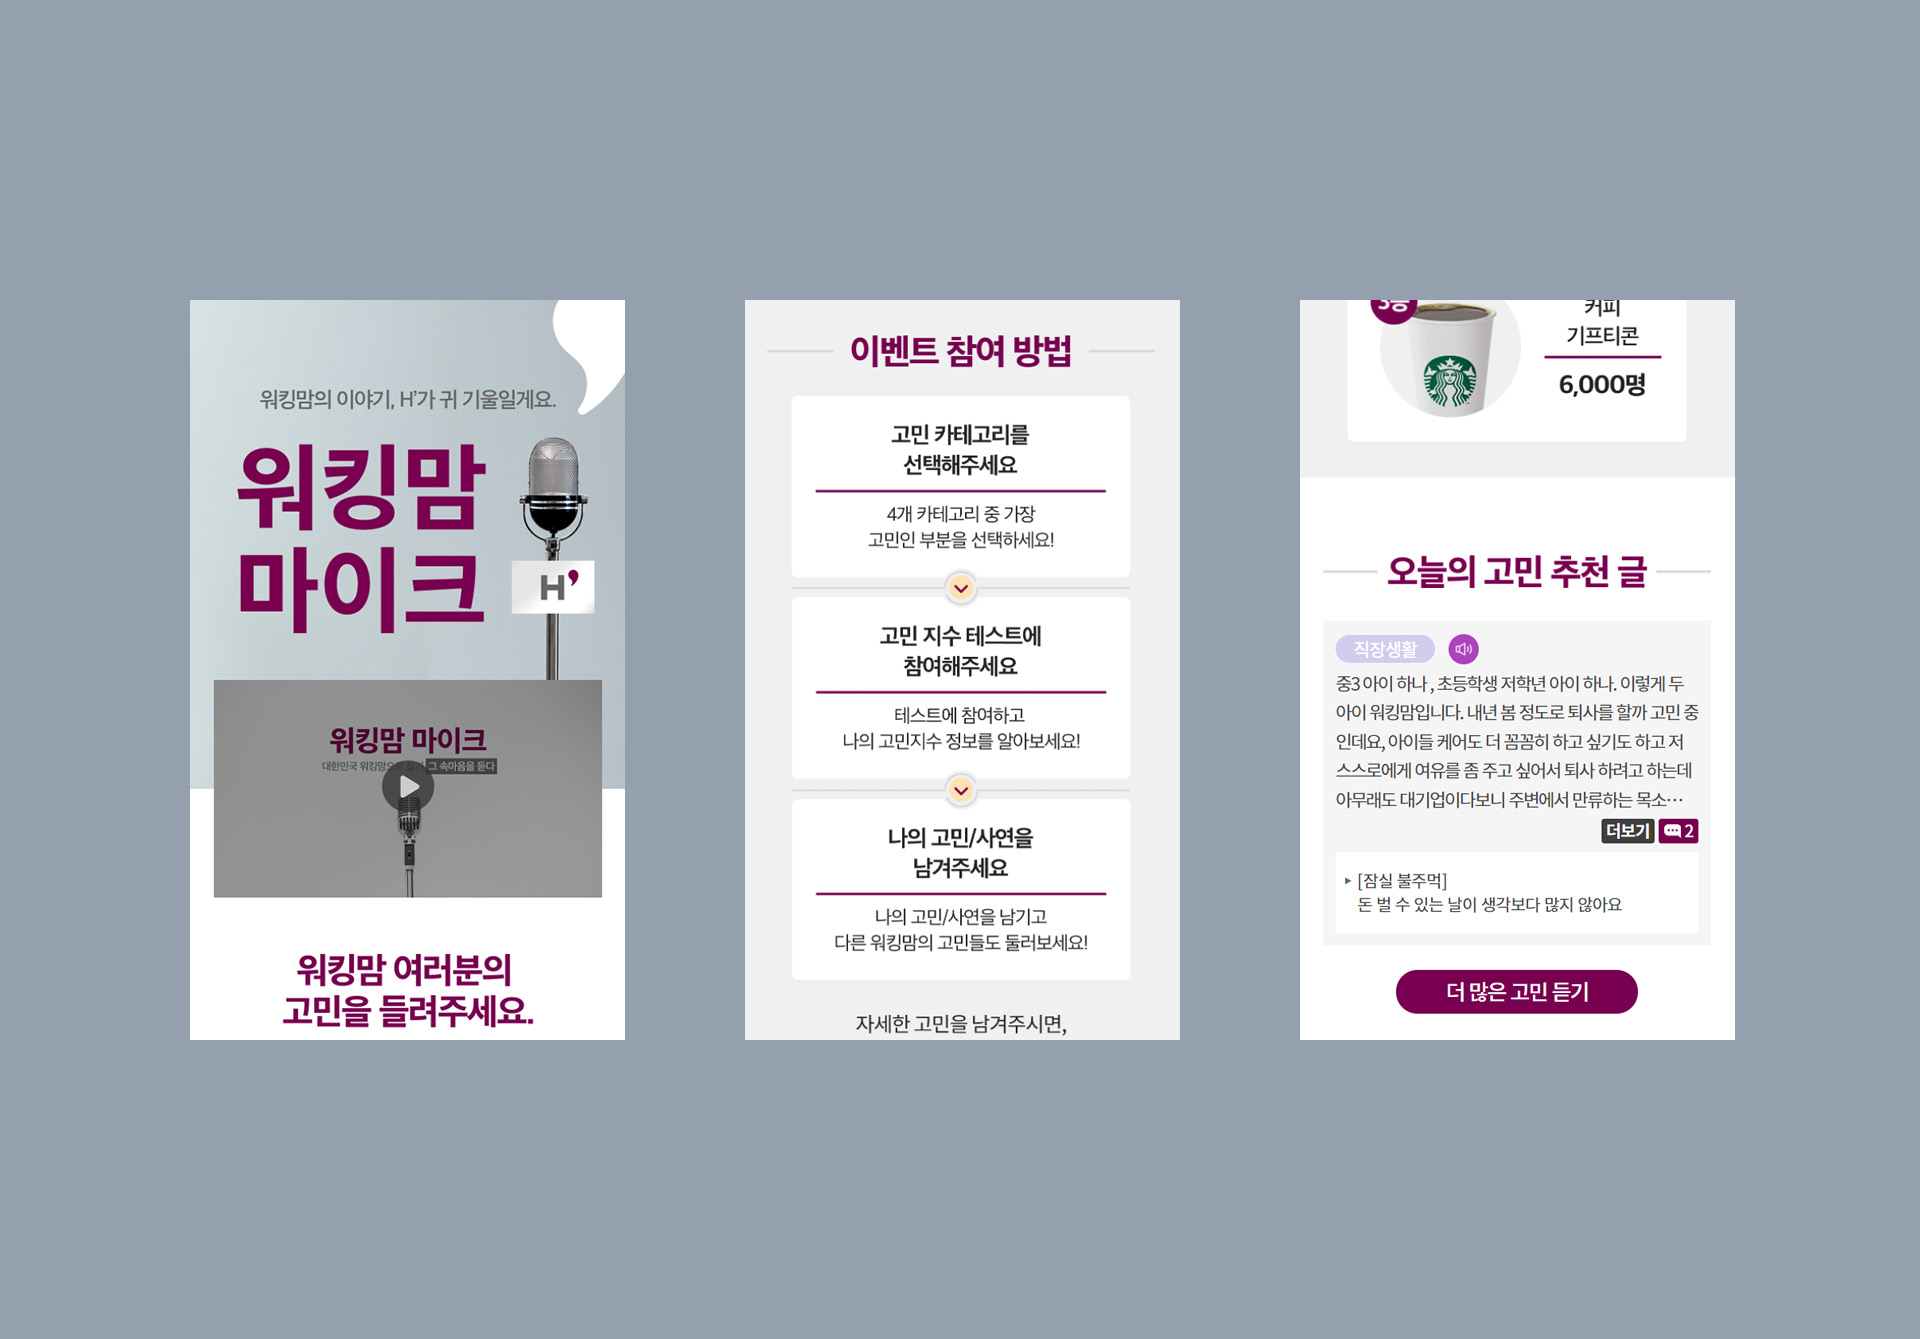 워킹맘의 이야기, H'가 귀 기울일게요.
워킹맘
마이크
H'
워킹맘 마이크
대한민국 워킹맘으로 살기 그 속마음을 듣다
워킹맘 여러분의
고민을 들려주세요.
이벤트 참여 방법
고민 카테고리를
선택해주세요
4개 카테고리 중 가장
고민인 부분을 선택하세요!
고민 지수 테스트에
참여해주세요
테스트에 참여하고
나의 고민지수 정보를 알아보세요!
나의 고민/사연을
남겨주세요
나의 고민/사연을 남기고
다른 워킹맘의 고민들도 둘러보세요!
자세한 고민을 남겨주시면,
3등
커피
기프티콘
6,000명
오늘의 고민 추천 글
직장생활
중3 아이 하나 , 초등학생 저학년 아이 하나. 이렇게 두
아이 워킹맘입니다. 내년 봄 정도로 퇴사를 할까 고민 중
인데요, 아이들 케어도 더 꼼꼼히 하고 싶기도 하고 저
스스로에게 여유를 좀 주고 싶어서 퇴사 하려고 하는데
아무래도 대기업이다보니 주변에서 만류하는 목소…
더보기 2
[잠실 불주먹]
돈 벌 수 있는 날이 생각보다 많지 않아요
더 많은 고민 듣기